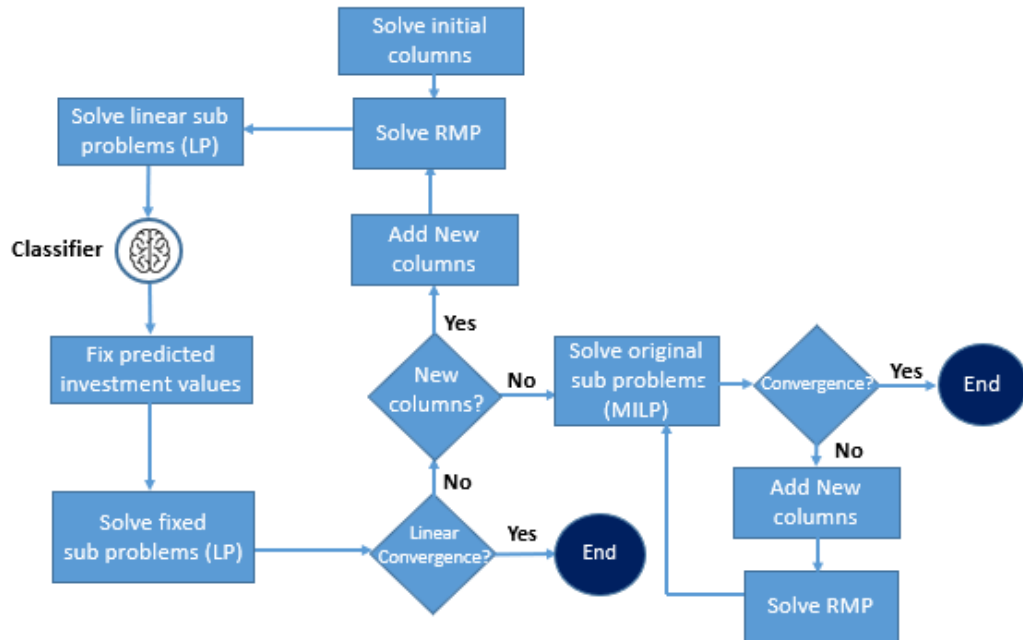 Solve initial
columns
Solve RMP
Solve linear sub
problems (LP)
Classifier
Fix predicted
investment values
Solve fixed
sub problems (LP)
Linear
Convergence?
Yes
End
No
New
columns?
Yes
Add New
columns
No
Solve original
sub problems
(MILP)
Convergence?
Yes
End
No
Add New
columns
Solve RMP